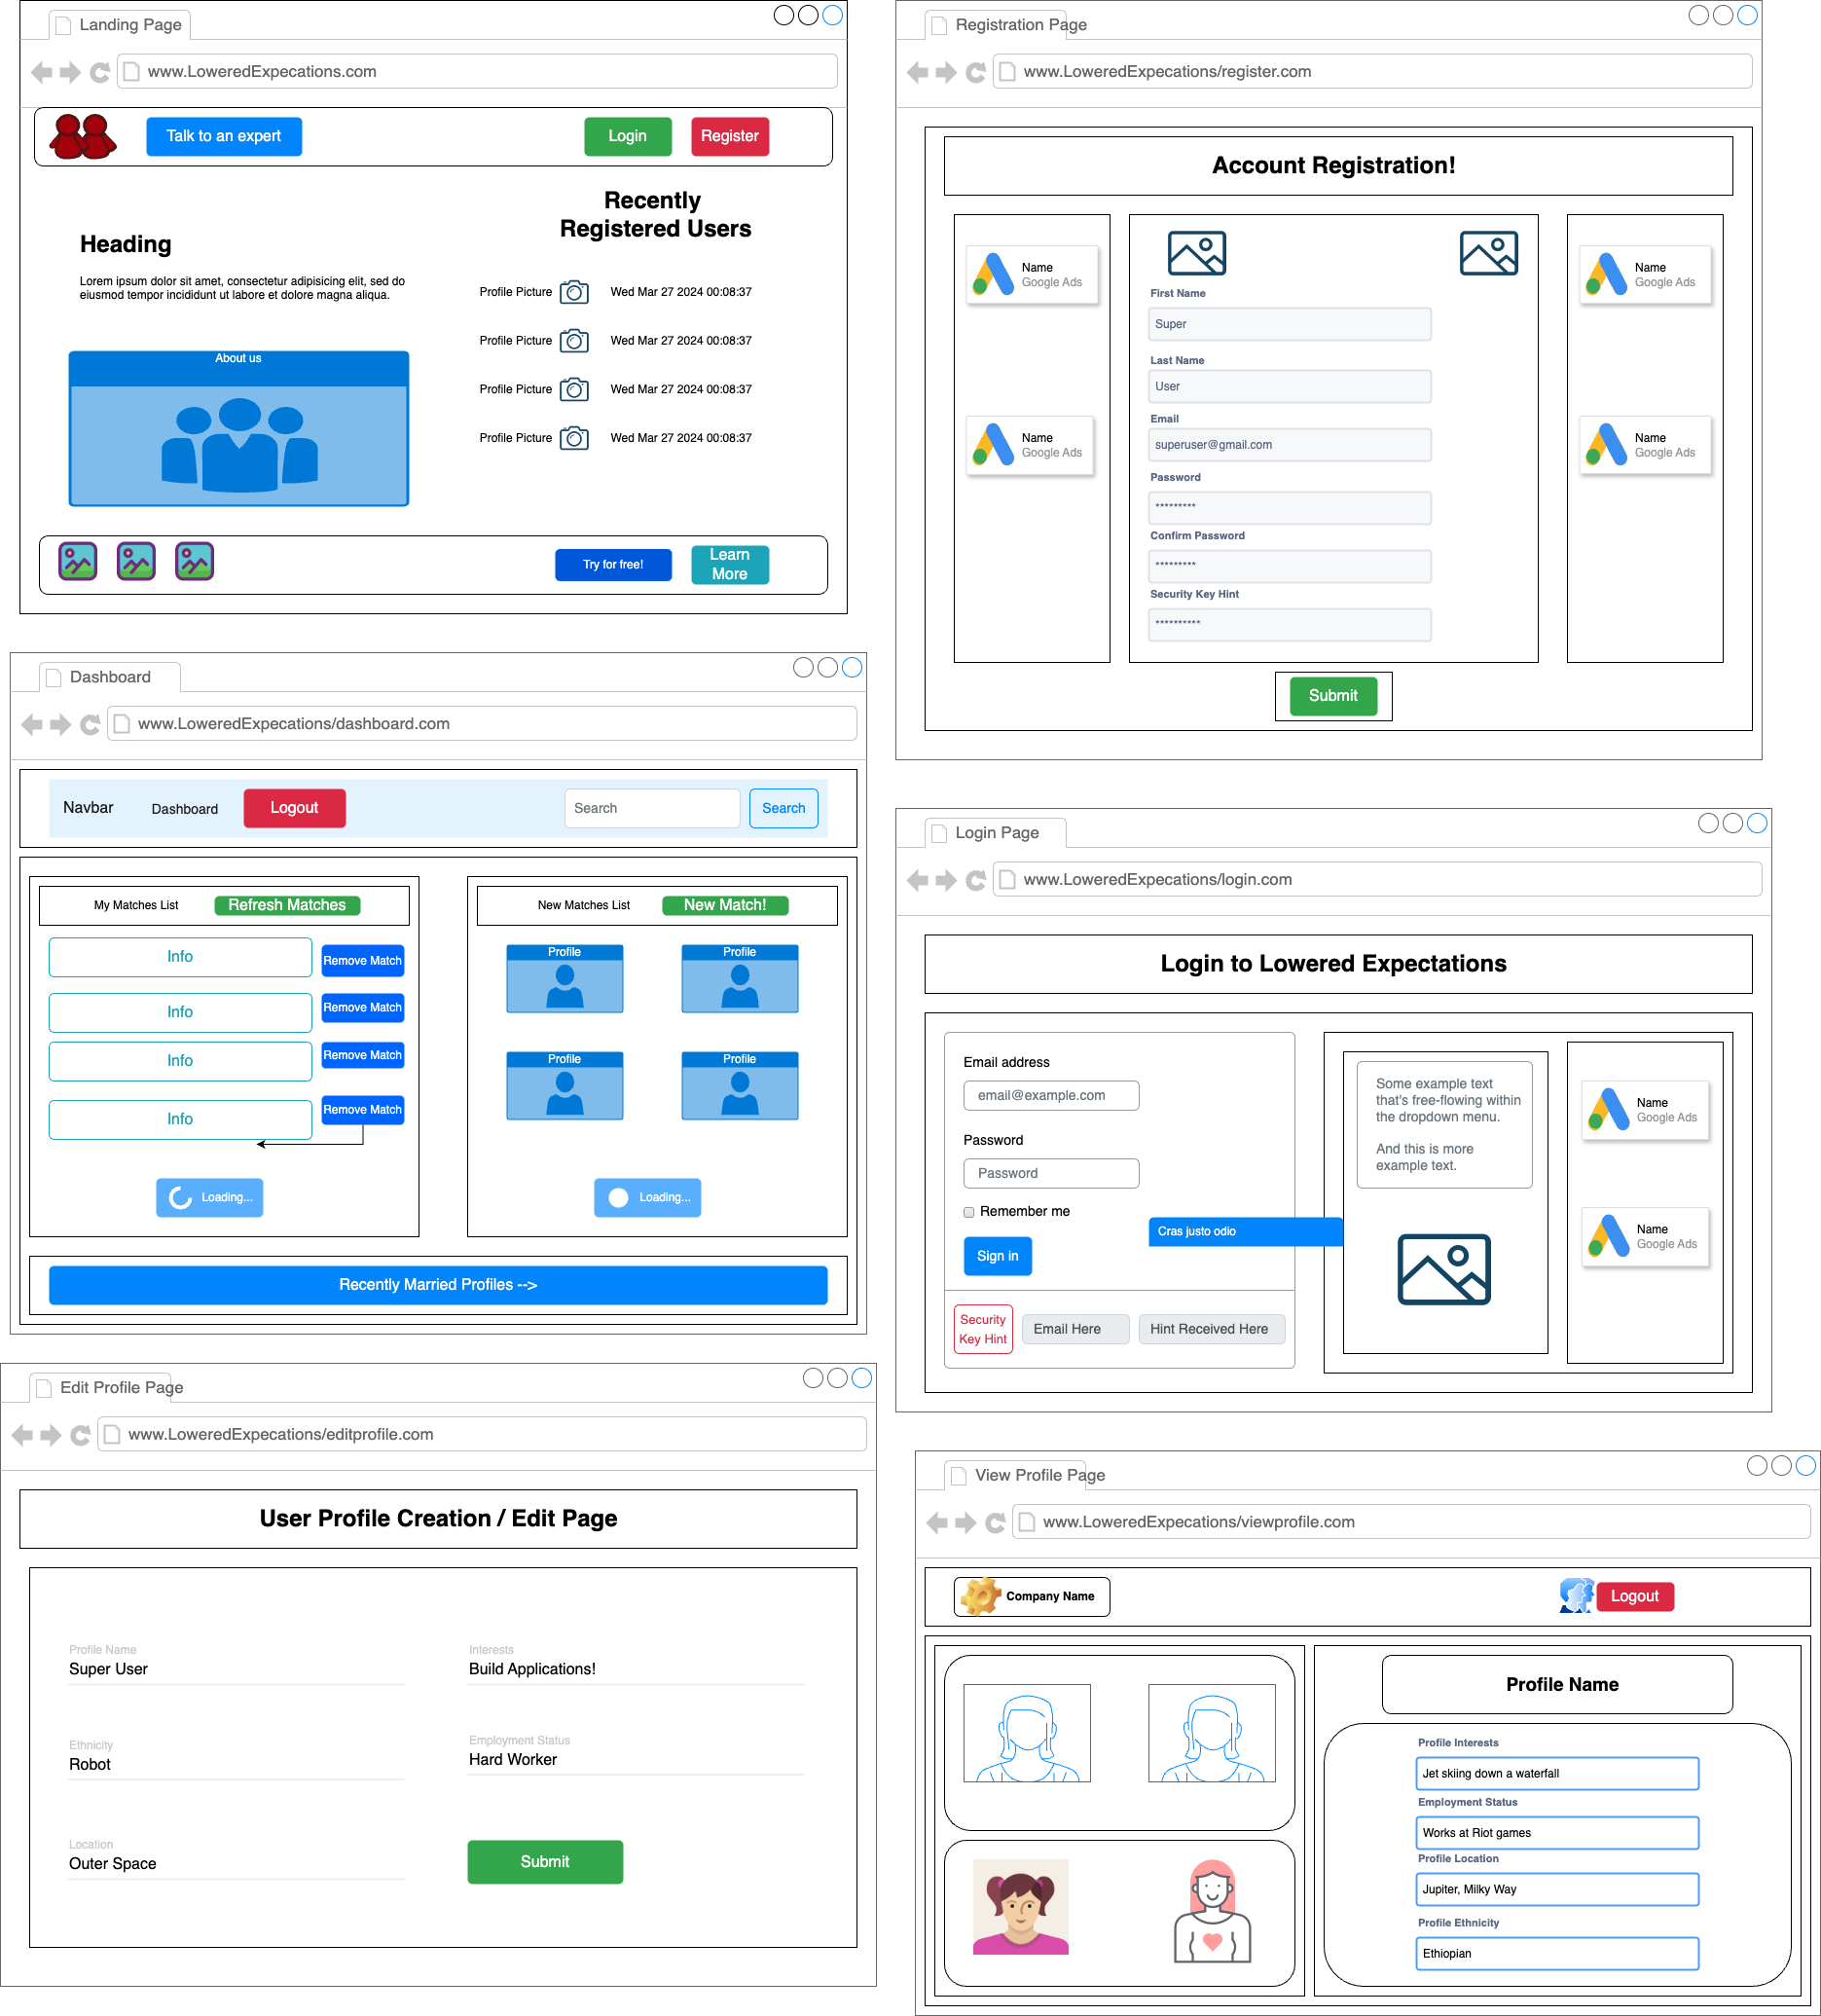 Landing Page
www.LoweredExpecations.com
Talk to an expert
Login
Register
Recently
Registered Users
Heading
Lorem ipsum dolor sit amet, consectetur adipisicing elit, sed do
eiusmod tempor incididunt ut labore et dolore magna aliqua.
Profile Picture
Wed Mar 27 2024 00:08:37
Profile Picture
Wed Mar 27 2024 00:08:37
Profile Picture
Wed Mar 27 2024 00:08:37
Profile Picture
Wed Mar 27 2024 00:08:37
About us
Try for free!
Learn
More
Registration Page
www.LoweredExpecations/register.com
Account Registration!
Name
Google Ads
Name
Google Ads
First Name
Super
Last Name
User
Email
superuser@gmail.com
Password
*********
Confirm Password
*********
Security Key Hint
**********
Name
Google Ads
Name
Google Ads
Submit
Dashboard
www.LoweredExpecations/dashboard.com
Navbar
Dashboard
Logout
Search
Search
My Matches List
Refresh Matches
Info
Remove Match
Info
Remove Match
Info
Remove Match
Info
Remove Match
Loading...
New Matches List
New Match!
Profile
Profile
Profile
Profile
Loading...
Recently Married Profiles -->
Login Page
www.LoweredExpecations/login.com
Login to Lowered Expectations
Email address
email@example.com
Password
Password
Remember me
Sign in
Cras justo odio
Security
Key Hint
Email Here
Hint Received Here
Some example text
that's free-flowing within
the dropdown menu.
And this is more
example text.
Name
Google Ads
Name
Google Ads
Edit Profile Page
www.LoweredExpecations/editprofile.com
User Profile Creation / Edit Page
Profile Name
Super User
Interests
Build Applications!
Ethnicity
Robot
Employment Status
Hard Worker
Location
Outer Space
Submit
View Profile Page
www.LoweredExpecations/viewprofile.com
Company Name
Logout
Profile Name
Profile Interests
Jet skiing down a waterfall
Employment Status
Works at Riot games
Profile Location
Jupiter, Milky Way
Profile Ethnicity
Ethiopian